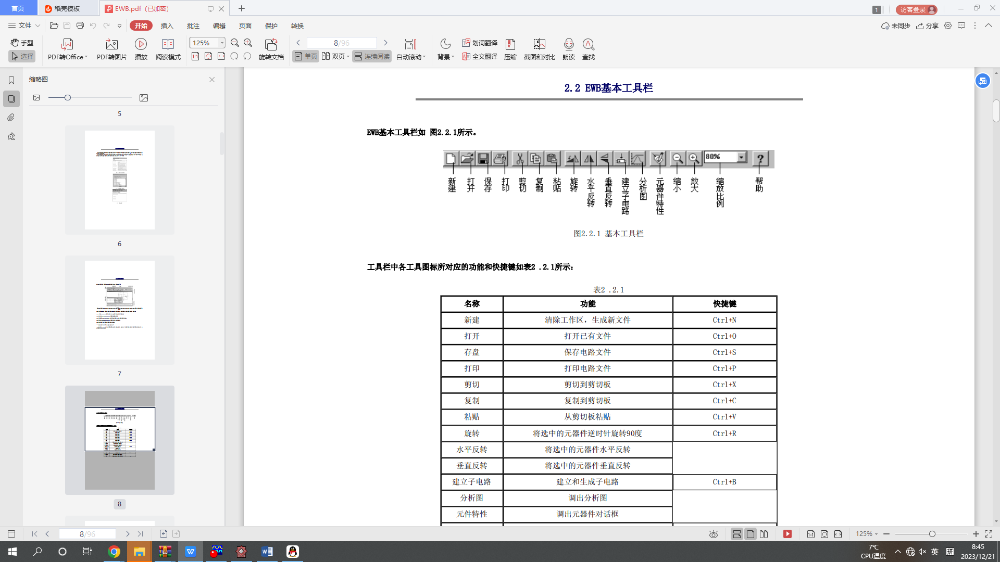 首页
稻壳模板
EWB.pdf（已加密）
1
访客登录
文件
开始
插入
批注
编辑
页面
保护
转换
未同步
分享
手型
选择
PDF转Office
PDF转图片
播放
阅读模式
125%
旋转文档
8/96
单页
双页
连续阅读
自动滚动
背景
划词翻译
全文翻译
压缩
截图和对比
朗读
查找
缩略图
5
6
7
8
2.2 EWB基本工具栏
EWB基本工具栏如 图2.2.1所示。
80%
新建
打开
保存
打印
剪切
复制
粘贴
旋转
水平反转
垂直反转
建立子电路
分析图
元器件特性
缩小
放大
缩放比例
帮助
图2.2.1 基本工具栏
工具栏中各工具图标所对应的功能和快捷键如表2 .2.1所示：
表2 .2.1
名称 功能 快捷键
新建 清除工作区，生成新文件 Ctrl+N
打开 打开已有文件 Ctrl+O
存盘 保存电路文件 Ctrl+S
打印 打印电路文件 Ctrl+P
剪切 剪切到剪切板 Ctrl+X
复制 复制到剪切板 Ctrl+C
粘贴 从剪切板粘贴 Ctrl+V
旋转 将选中的元器件逆时针旋转90度 Ctrl+R
水平反转 将选中的元器件水平反转
垂直反转 将选中的元器件垂直反转
建立子电路 建立和生成子电路 Ctrl+B
分析图 调出分析图
元件特性 调出元器件对话框
8/96
125%
7℃
CPU温度
英
拼
8:45
2023/12/21